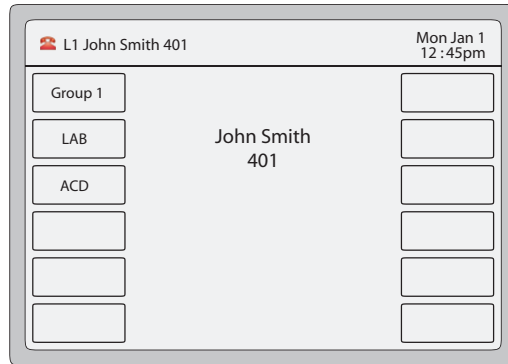 L1 John Smith 401
Mon Jan 1
12:45pm
Group 1
LAB
ACD
John Smith
401